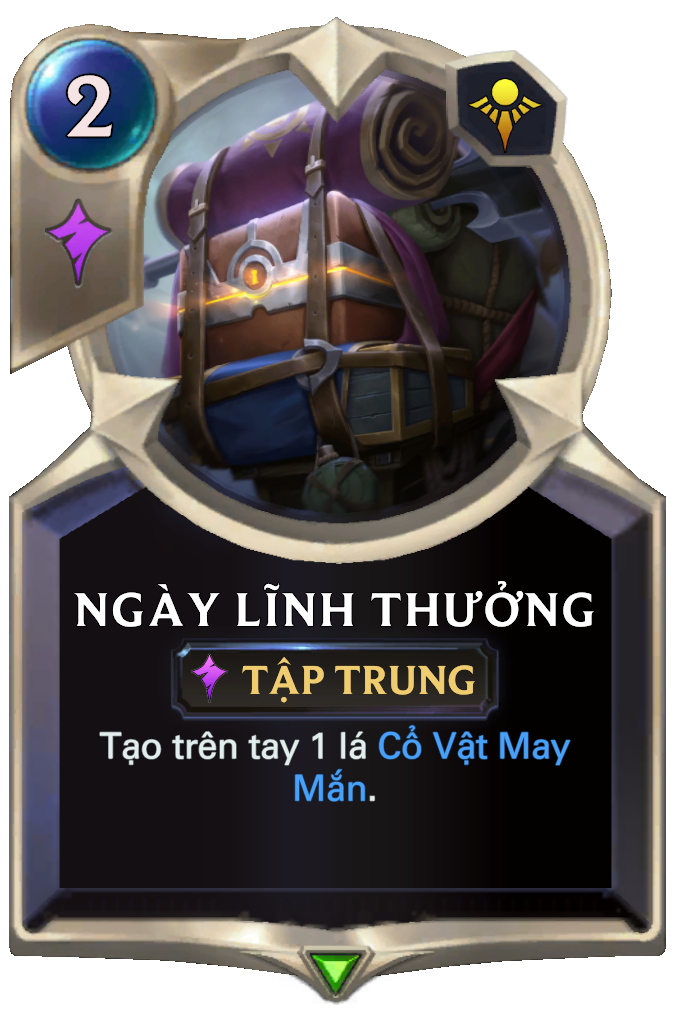 2
NGÀY LĨNH THƯỞNG
TẬP TRUNG
Tạo trên tay 1 lá Cổ Vật May
Mắn.